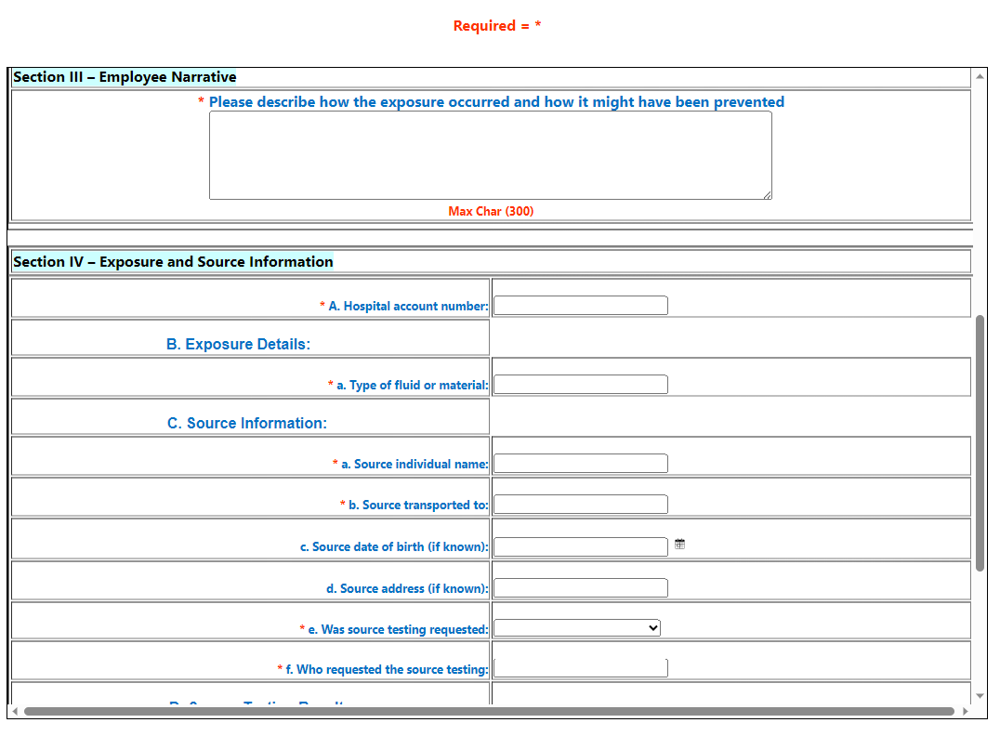 Required = *
Section III – Employee Narrative
* Please describe how the exposure occurred and how it might have been prevented
Max Char (300)
Section IV – Exposure and Source Information
* A. Hospital account number:
B. Exposure Details:
* a. Type of fluid or material:
C. Source Information:
* a. Source individual name:
* b. Source transported to:
c. Source date of birth (if known):
d. Source address (if known):
* e. Was source testing requested:
* f. Who requested the source testing: